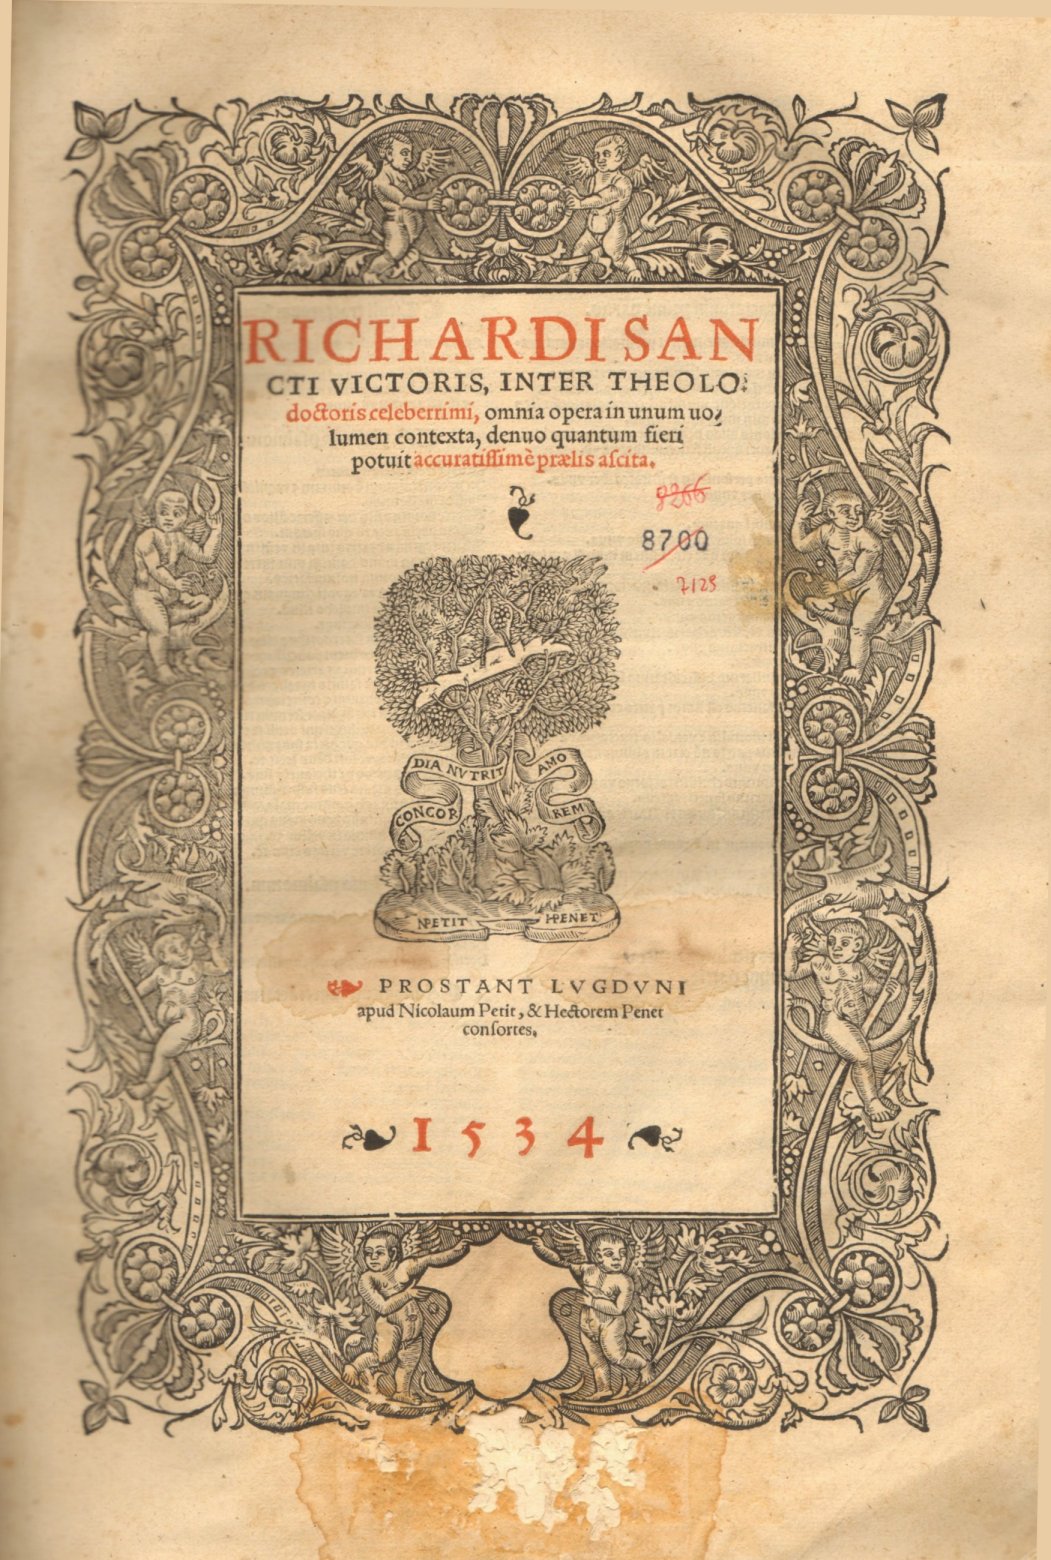 RICHARDI SAN
CTI VICTORIS, INTER THEOLO⸗
doctoris celeberrimi, omnia opera in unum uo⸗
lumen contexta, denuo quantum fieri
potuit accuratissimè prælis ascita.
8266
8700
7125
DIA NVTRIT AMO
CONCOR REM
N·PETIT H·PENET
PROSTANT LVGDVNI
apud Nicolaum Petit, & Hectorem Penet
consortes.
1534